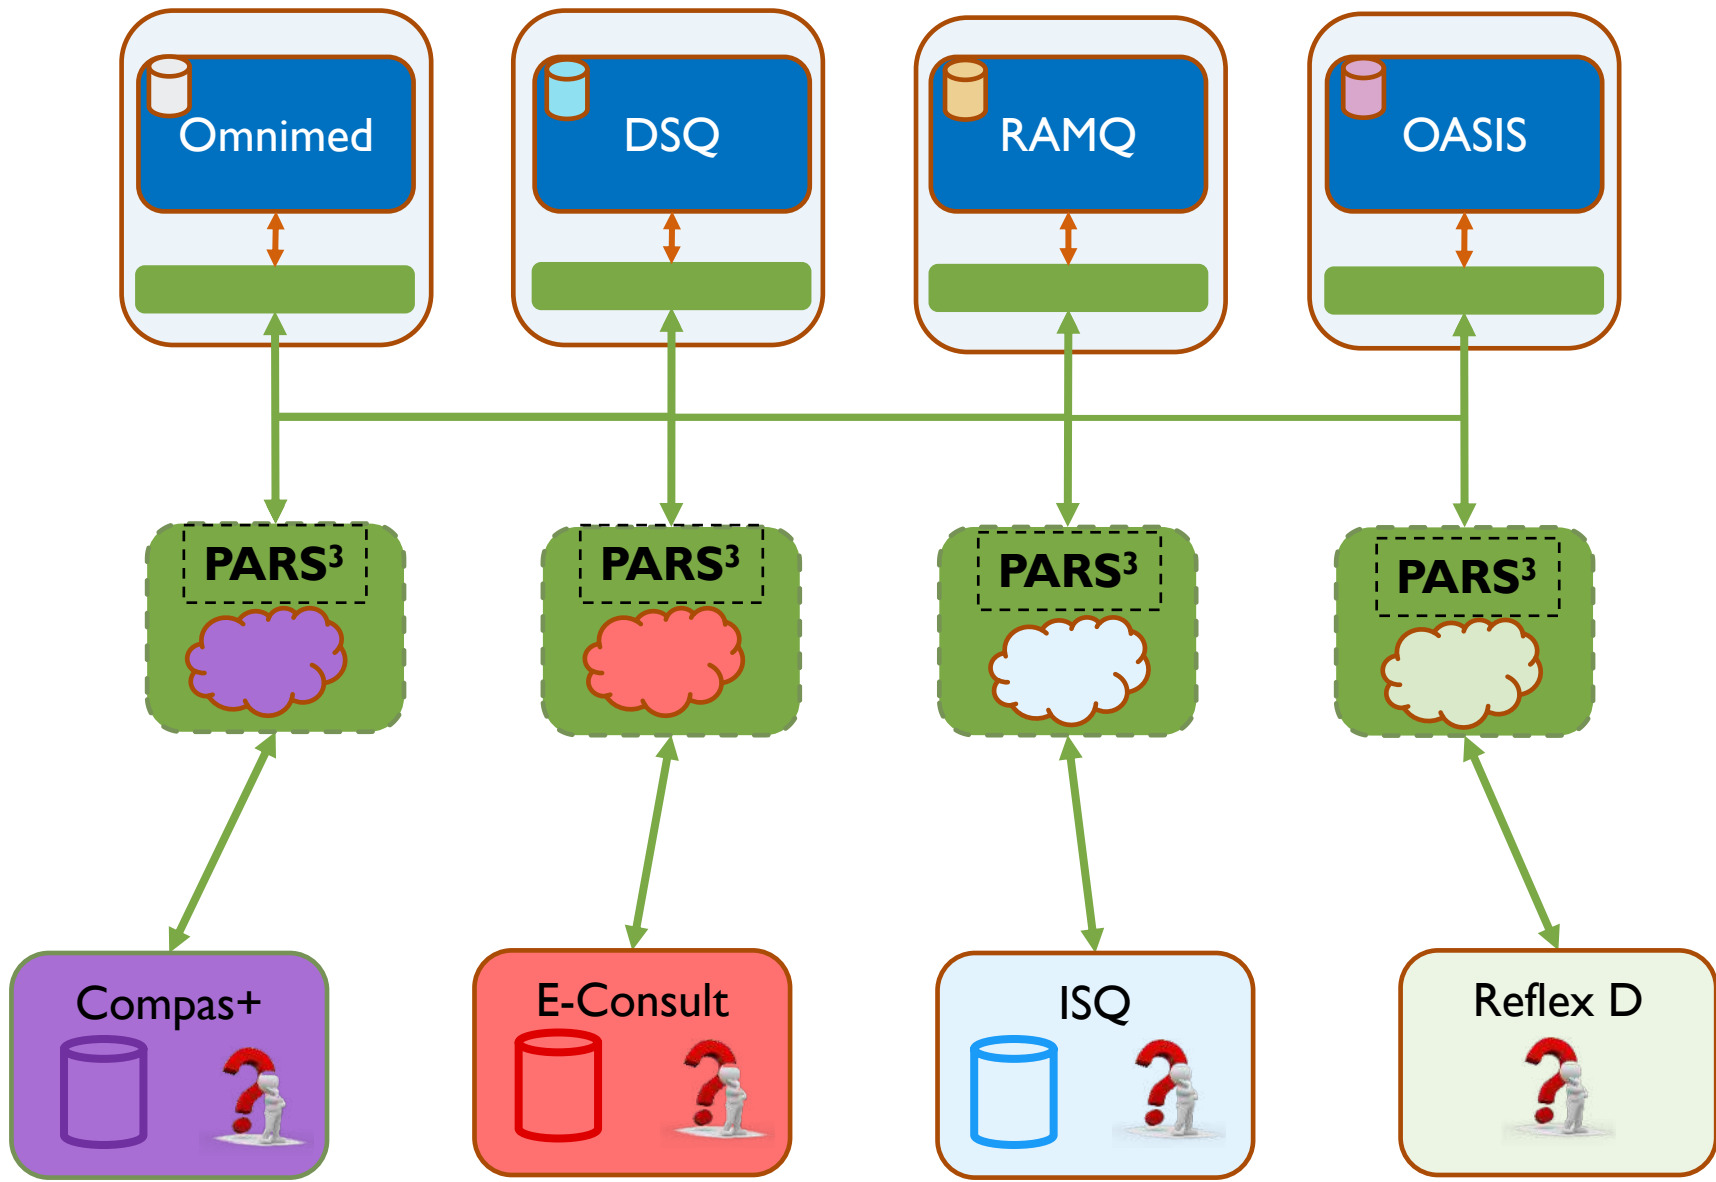 Omnimed
DSQ
RAMQ
OASIS
PARS³
PARS³
PARS³
PARS³
Compas+
E-Consult
ISQ
Reflex D